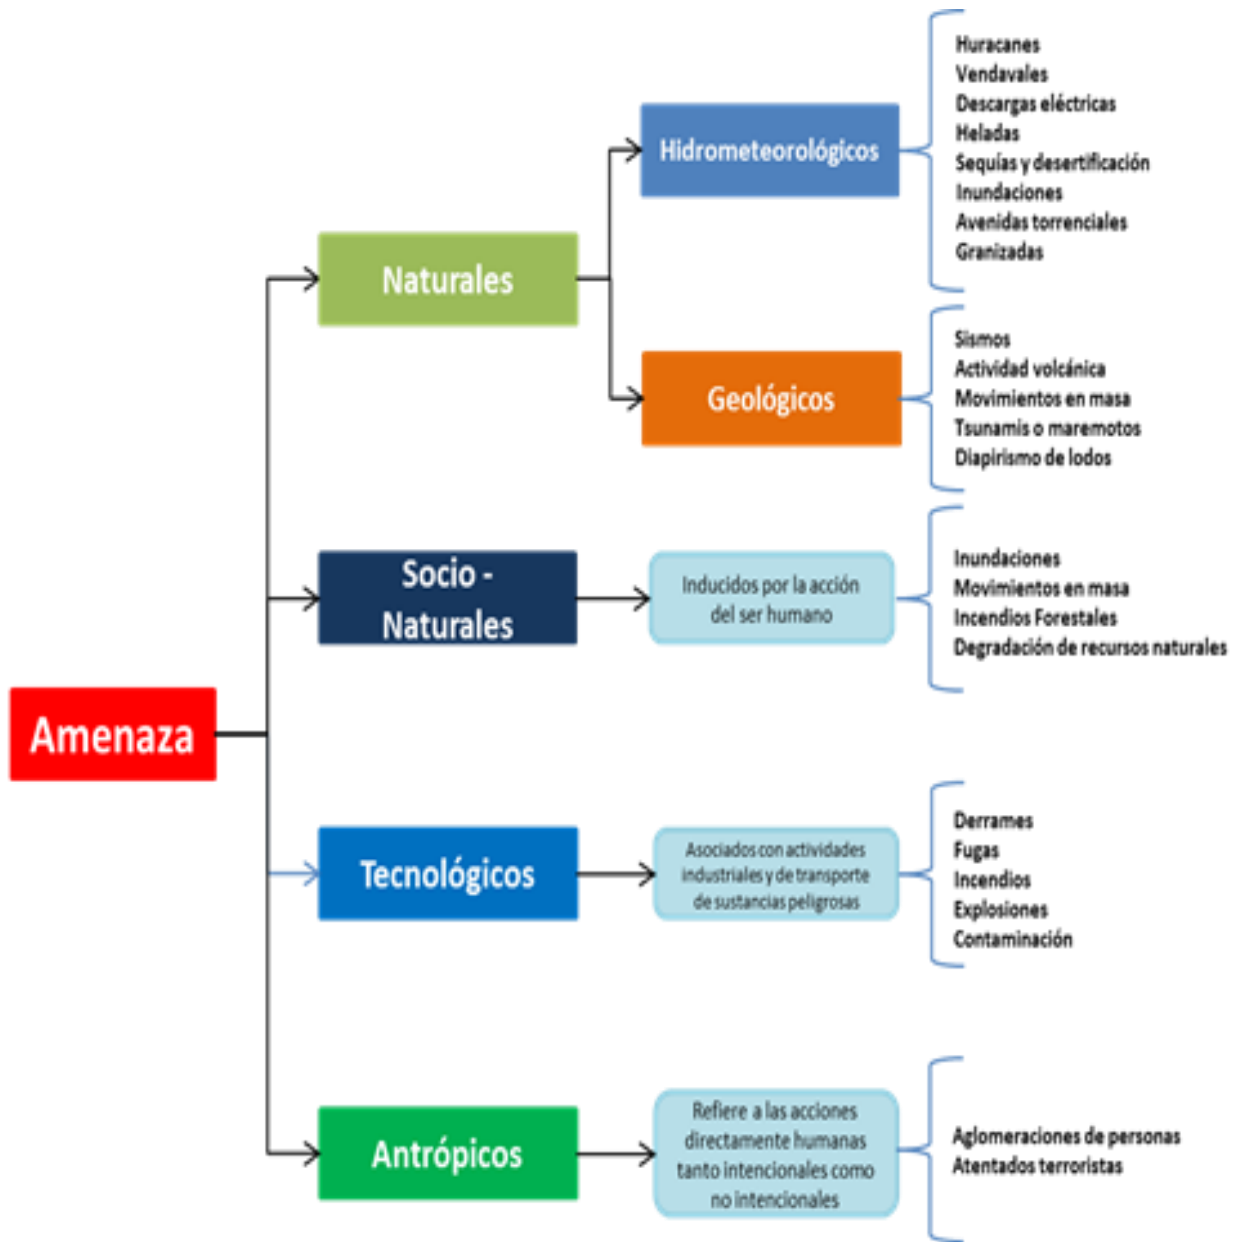 Amenaza
Naturales
Hidrometeorológicos
Huracanes
Vendavales
Descargas eléctricas
Heladas
Sequías y desertificación
Inundaciones
Avenidas torrenciales
Granizadas
Geológicos
Sismos
Actividad volcánica
Movimientos en masa
Tsunamis o maremotos
Diapirismo de lodos
Socio -
Naturales
Inducidos por la acción
del ser humano
Inundaciones
Movimientos en masa
Incendios Forestales
Degradación de recursos naturales
Tecnológicos
Asociados con actividades
industriales y de transporte
de sustancias peligrosas
Derrames
Fugas
Incendios
Explosiones
Contaminación
Antrópicos
Refiere a las acciones
directamente humanas
tanto intencionales como
no intencionales
Aglomeraciones de personas
Atentados terroristas